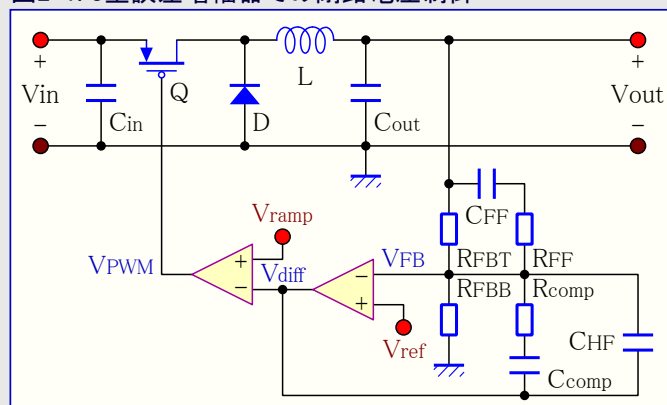 +
+
Vin
Q
L
Vout
Cin
D
Cout
-
-
CFF
Vramp
VPWM
+
-
Vdiff
VFB
-
+
RFBT
RFF
RFBB
Rcomp
Vref
CHF
Ccomp